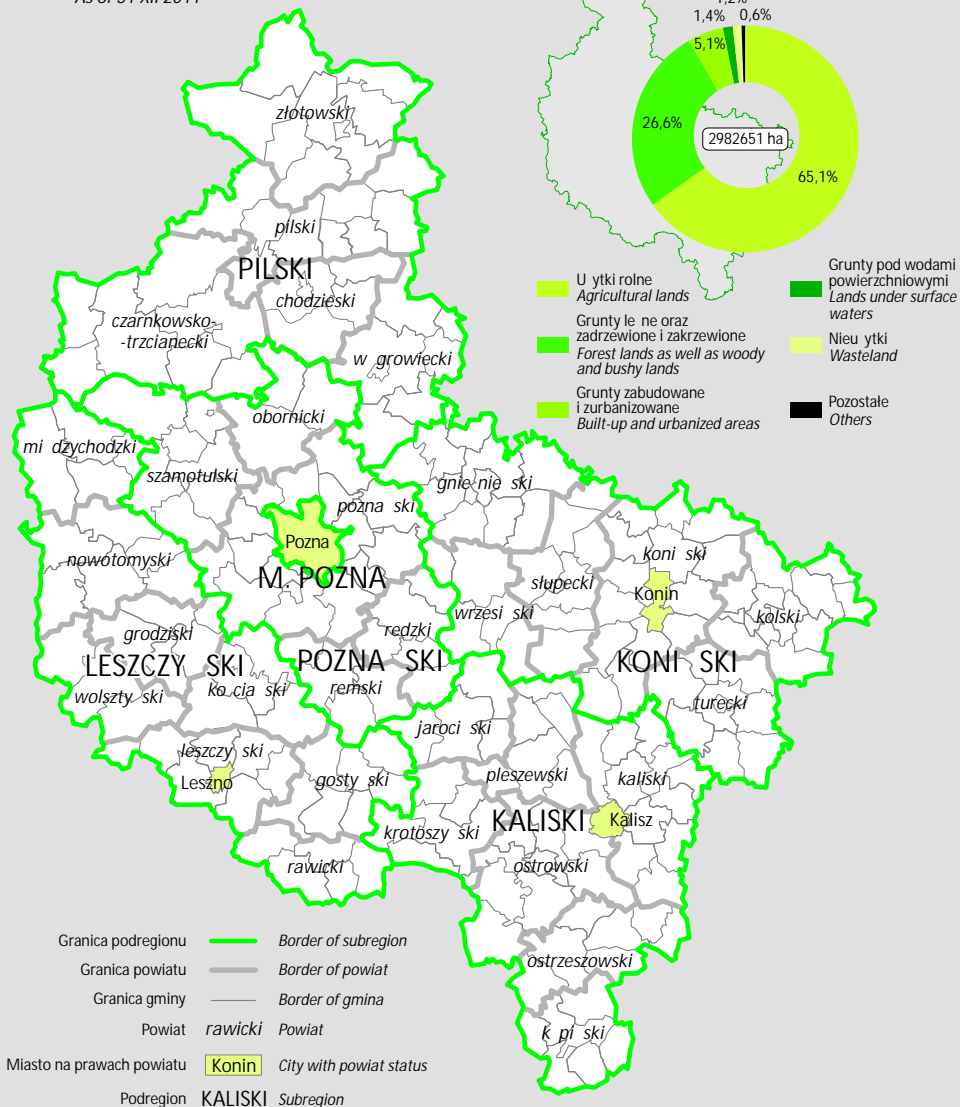 1,4%
0,6%
5,1%
26,6%
2982651 ha
65,1%
U ytki rolne
Agricultural lands
Grunty le ne oraz
zadrzewione i zakrzewione
Forest lands as well as woody
and bushy lands
Grunty zabudowane
i zurbanizowane
Built-up and urbanized areas
Grunty pod wodami
powierzchniowymi
Lands under surface
waters
Nieu ytki
Wasteland
Pozostałe
Others
złotowski
pilski
PILSKI
chodzieski
czarnkowsko-
-trzcianecki
w growiecki
obornicki
mi dzychodzki
szamotulski
gnie nie ski
pozna ski
Pozna
M. POZNA
nowotomyski
koni ski
słupecki
Konin
wrzesi ski
kolski
grodziski
redzki
LESZCZY SKI
POZNA SKI
KONI SKI
wolszty ski
ko cia ski
remski
turecki
jaroci ski
leszczy ski
Leszno
gosty ski
pleszewski
kaliski
krotoszy ski
KALISKI
Kalisz
rawicki
ostrowski
ostrzeszowski
k pi ski
Granica podregionu Border of subregion
Granica powiatu Border of powiat
Granica gminy Border of gmina
Powiat rawicki Powiat
Miasto na prawach powiatu Konin City with powiat status
Podregion KALISKI Subregion